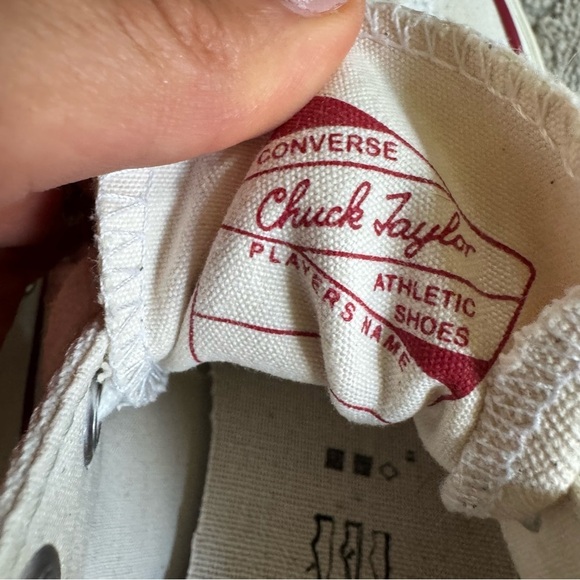 CONVERSE
Chuck Taylor
ATHLETIC
SHOES
PLAYERS NAME